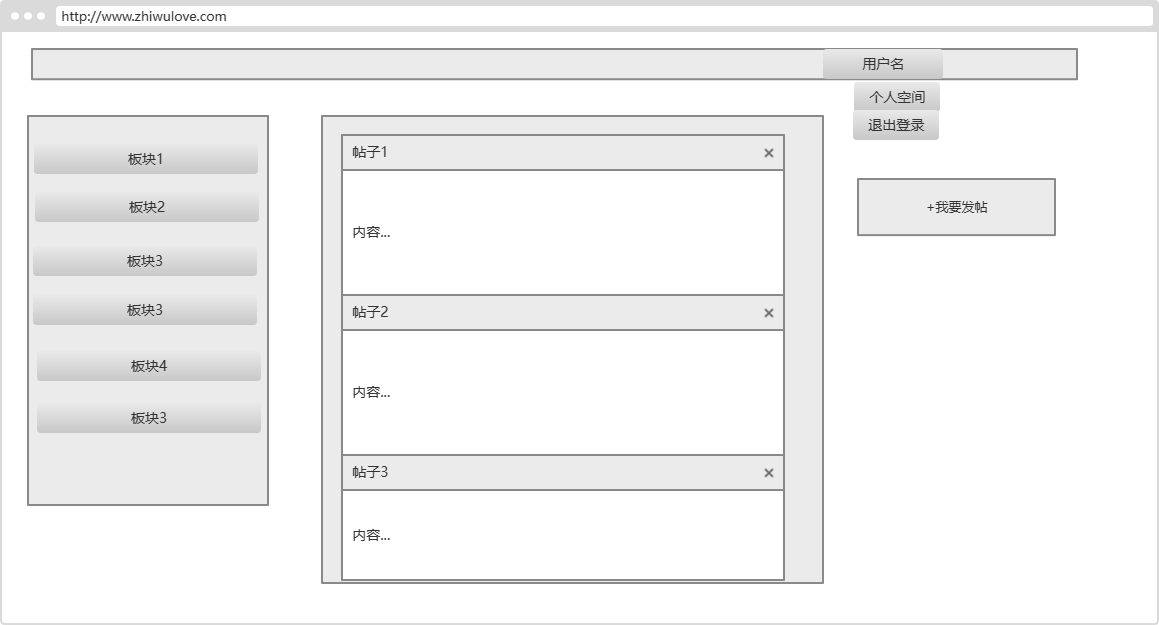 http://www.zhiwulove.com
用户名
个人空间
退出登录
板块1
板块2
板块3
板块3
板块4
板块3
帖子1
内容...
帖子2
内容...
帖子3
内容...
+我要发帖